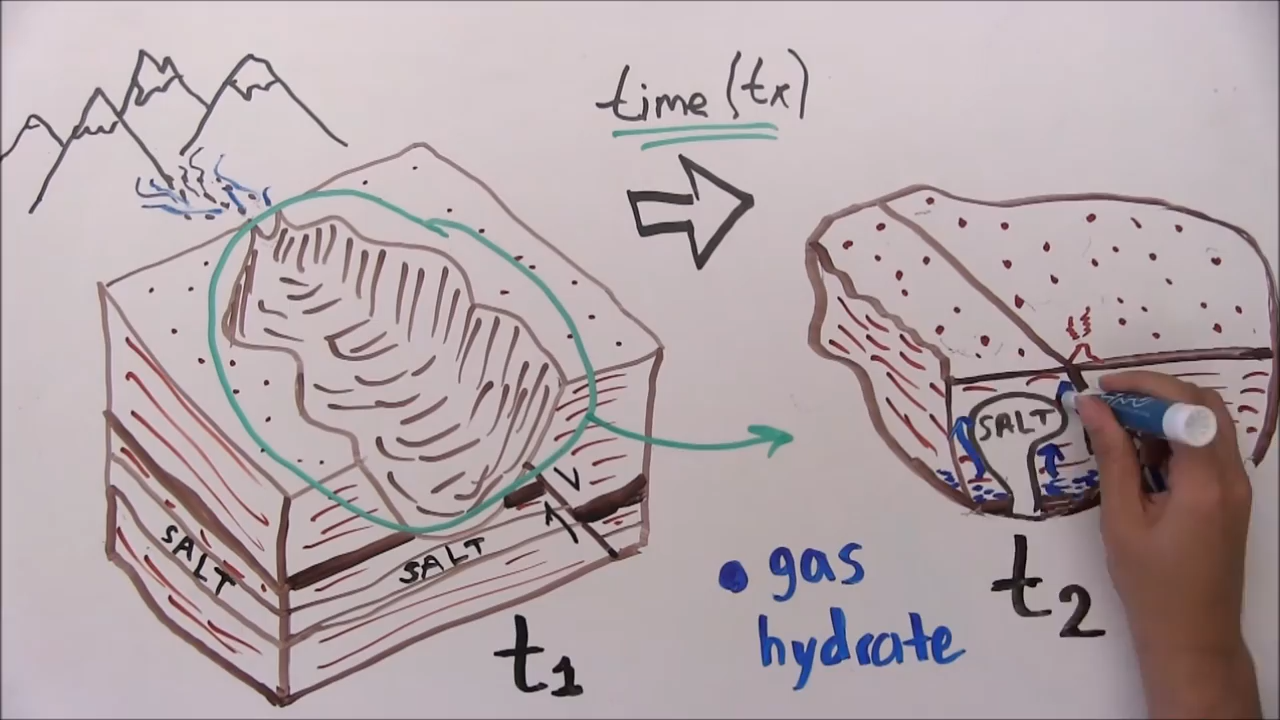 time (tx)
SALT
SALT
SALT
t1
t2
gas
hydrate